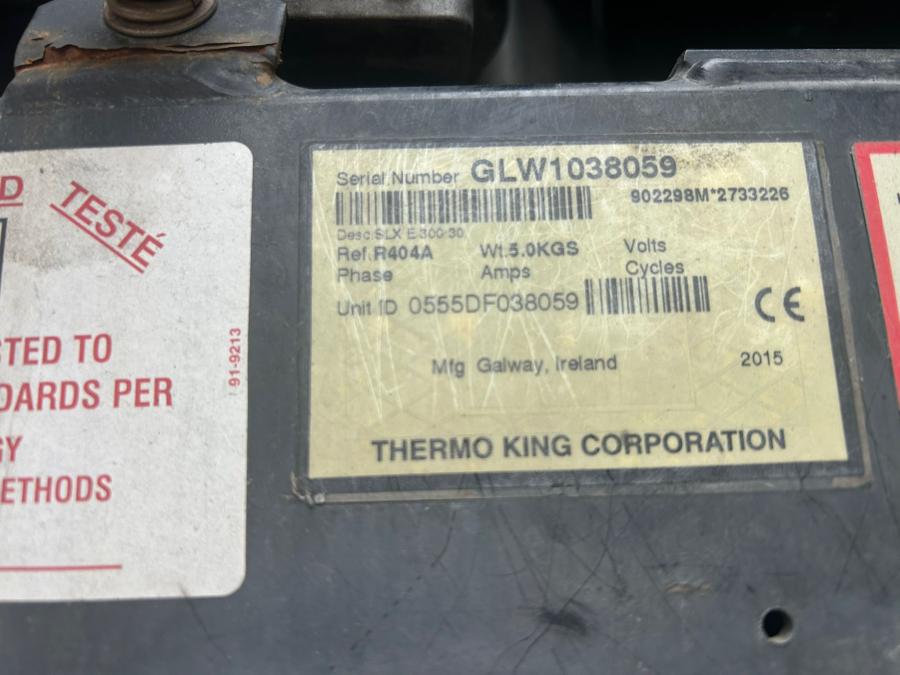 D
TESTÉ
STED TO
DARDS PER
GY
ETHODS
91-9213
Serial Number GLW1038059
902298M*2733226
Desc:SLX E 300-30
Ref.R404A Wt.5.0KGS Volts
Phase Amps Cycles
Unit ID 0555DF038059
CE
Mfg Galway, Ireland 2015
THERMO KING CORPORATION